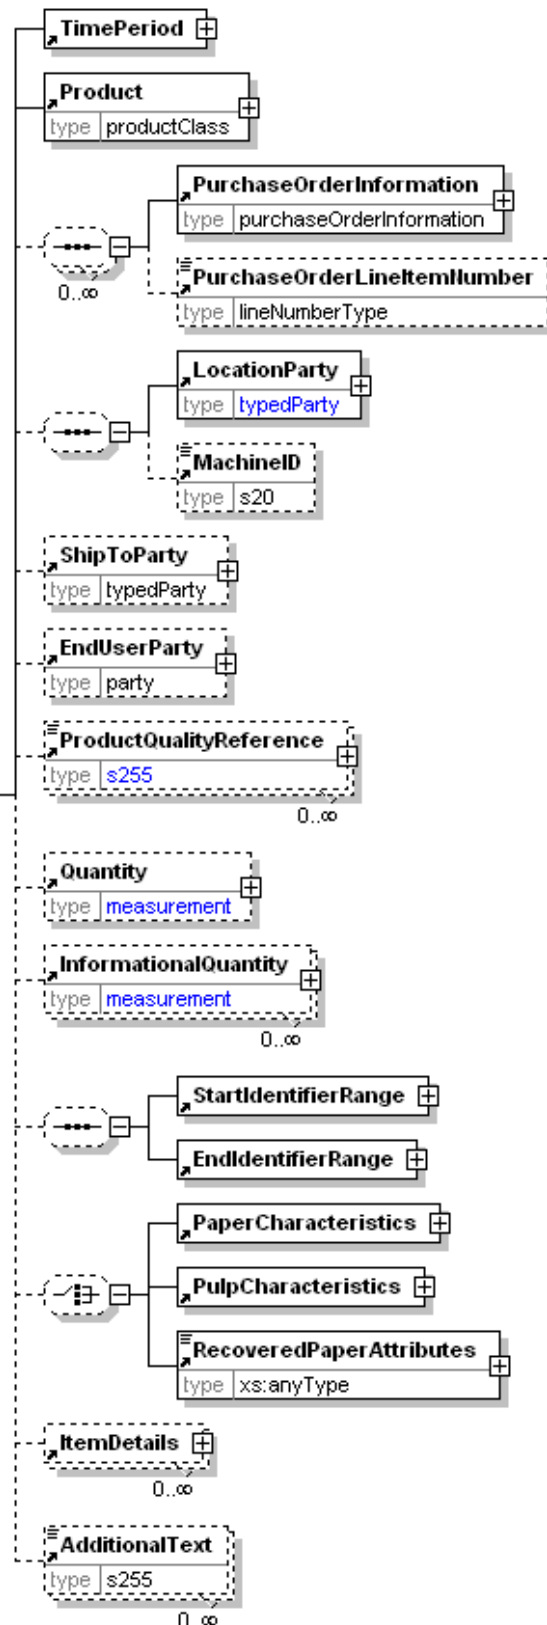 TimePeriod
Product
type productClass
PurchaseOrderInformation
type purchaseOrderInformation
0..∞
PurchaseOrderLineItemNumber
type lineNumberType
LocationParty
type typedParty
MachineID
type s20
ShipToParty
type typedParty
EndUserParty
type party
ProductQualityReference
type s255
0..∞
Quantity
type measurement
InformationalQuantity
type measurement
0..∞
StartIdentifierRange
EndIdentifierRange
PaperCharacteristics
PulpCharacteristics
RecoveredPaperAttributes
type xs:anyType
ItemDetails
0..∞
AdditionalText
type s255
0..∞